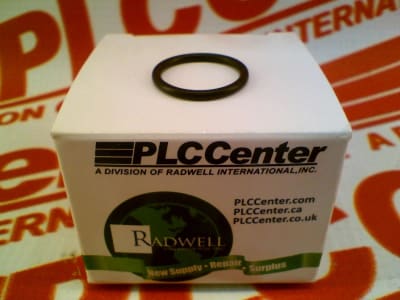 PLCCenter
A DIVISION OF RADWELL INTERNATIONAL, INC.
PLCCenter.com
PLCCenter.ca
PLCCenter.co.uk
RADWELL
New Supply • Repair • Surplus